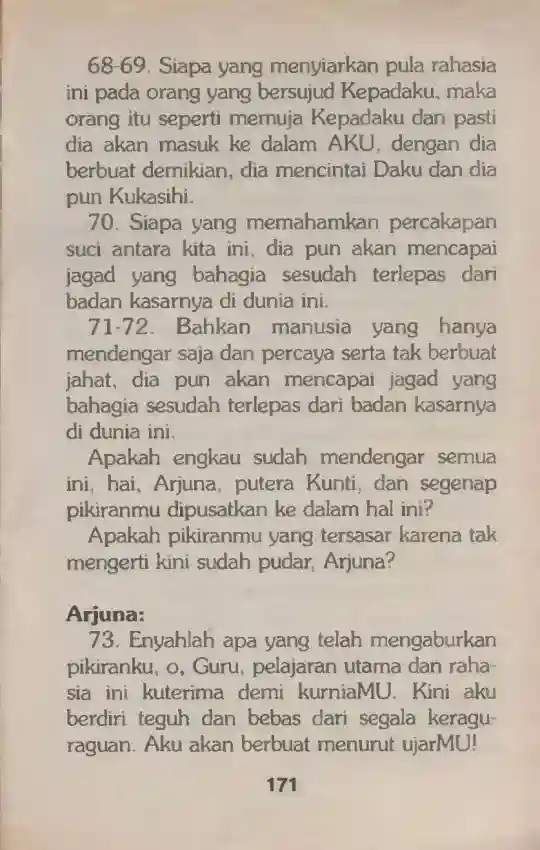 68-69. Siapa yang menyiarkan pula rahasia
ini pada orang yang bersujud Kepadaku, maka
orang itu seperti memuja Kepadaku dan pasti
dia akan masuk ke dalam AKU, dengan dia
berbuat demikian, dia mencintai Daku dan dia
pun Kukasihi.
70. Siapa yang memahamkan percakapan
suci antara kita ini, dia pun akan mencapai
jagad yang bahagia sesudah terlepas dari
badan kasarnya di dunia ini.
71-72. Bahkan manusia yang hanya
mendengar saja dan percaya serta tak berbuat
jahat, dia pun akan mencapai jagad yang
bahagia sesudah terlepas dari badan kasarnya
di dunia ini.
Apakah engkau sudah mendengar semua
ini, hai, Arjuna, putera Kunti, dan segenap
pikiranmu dipusatkan ke dalam hal ini?
Apakah pikiranmu yang tersasar karena tak
mengerti kini sudah pudar, Arjuna?
Arjuna:
73. Enyahlah apa yang telah mengaburkan
pikiranku, o, Guru, pelajaran utama dan raha-
sia ini kuterima demi kurniaMU. Kini aku
berdiri teguh dan bebas dari segala keragu-
raguan. Aku akan berbuat menurut ujarMU!
171